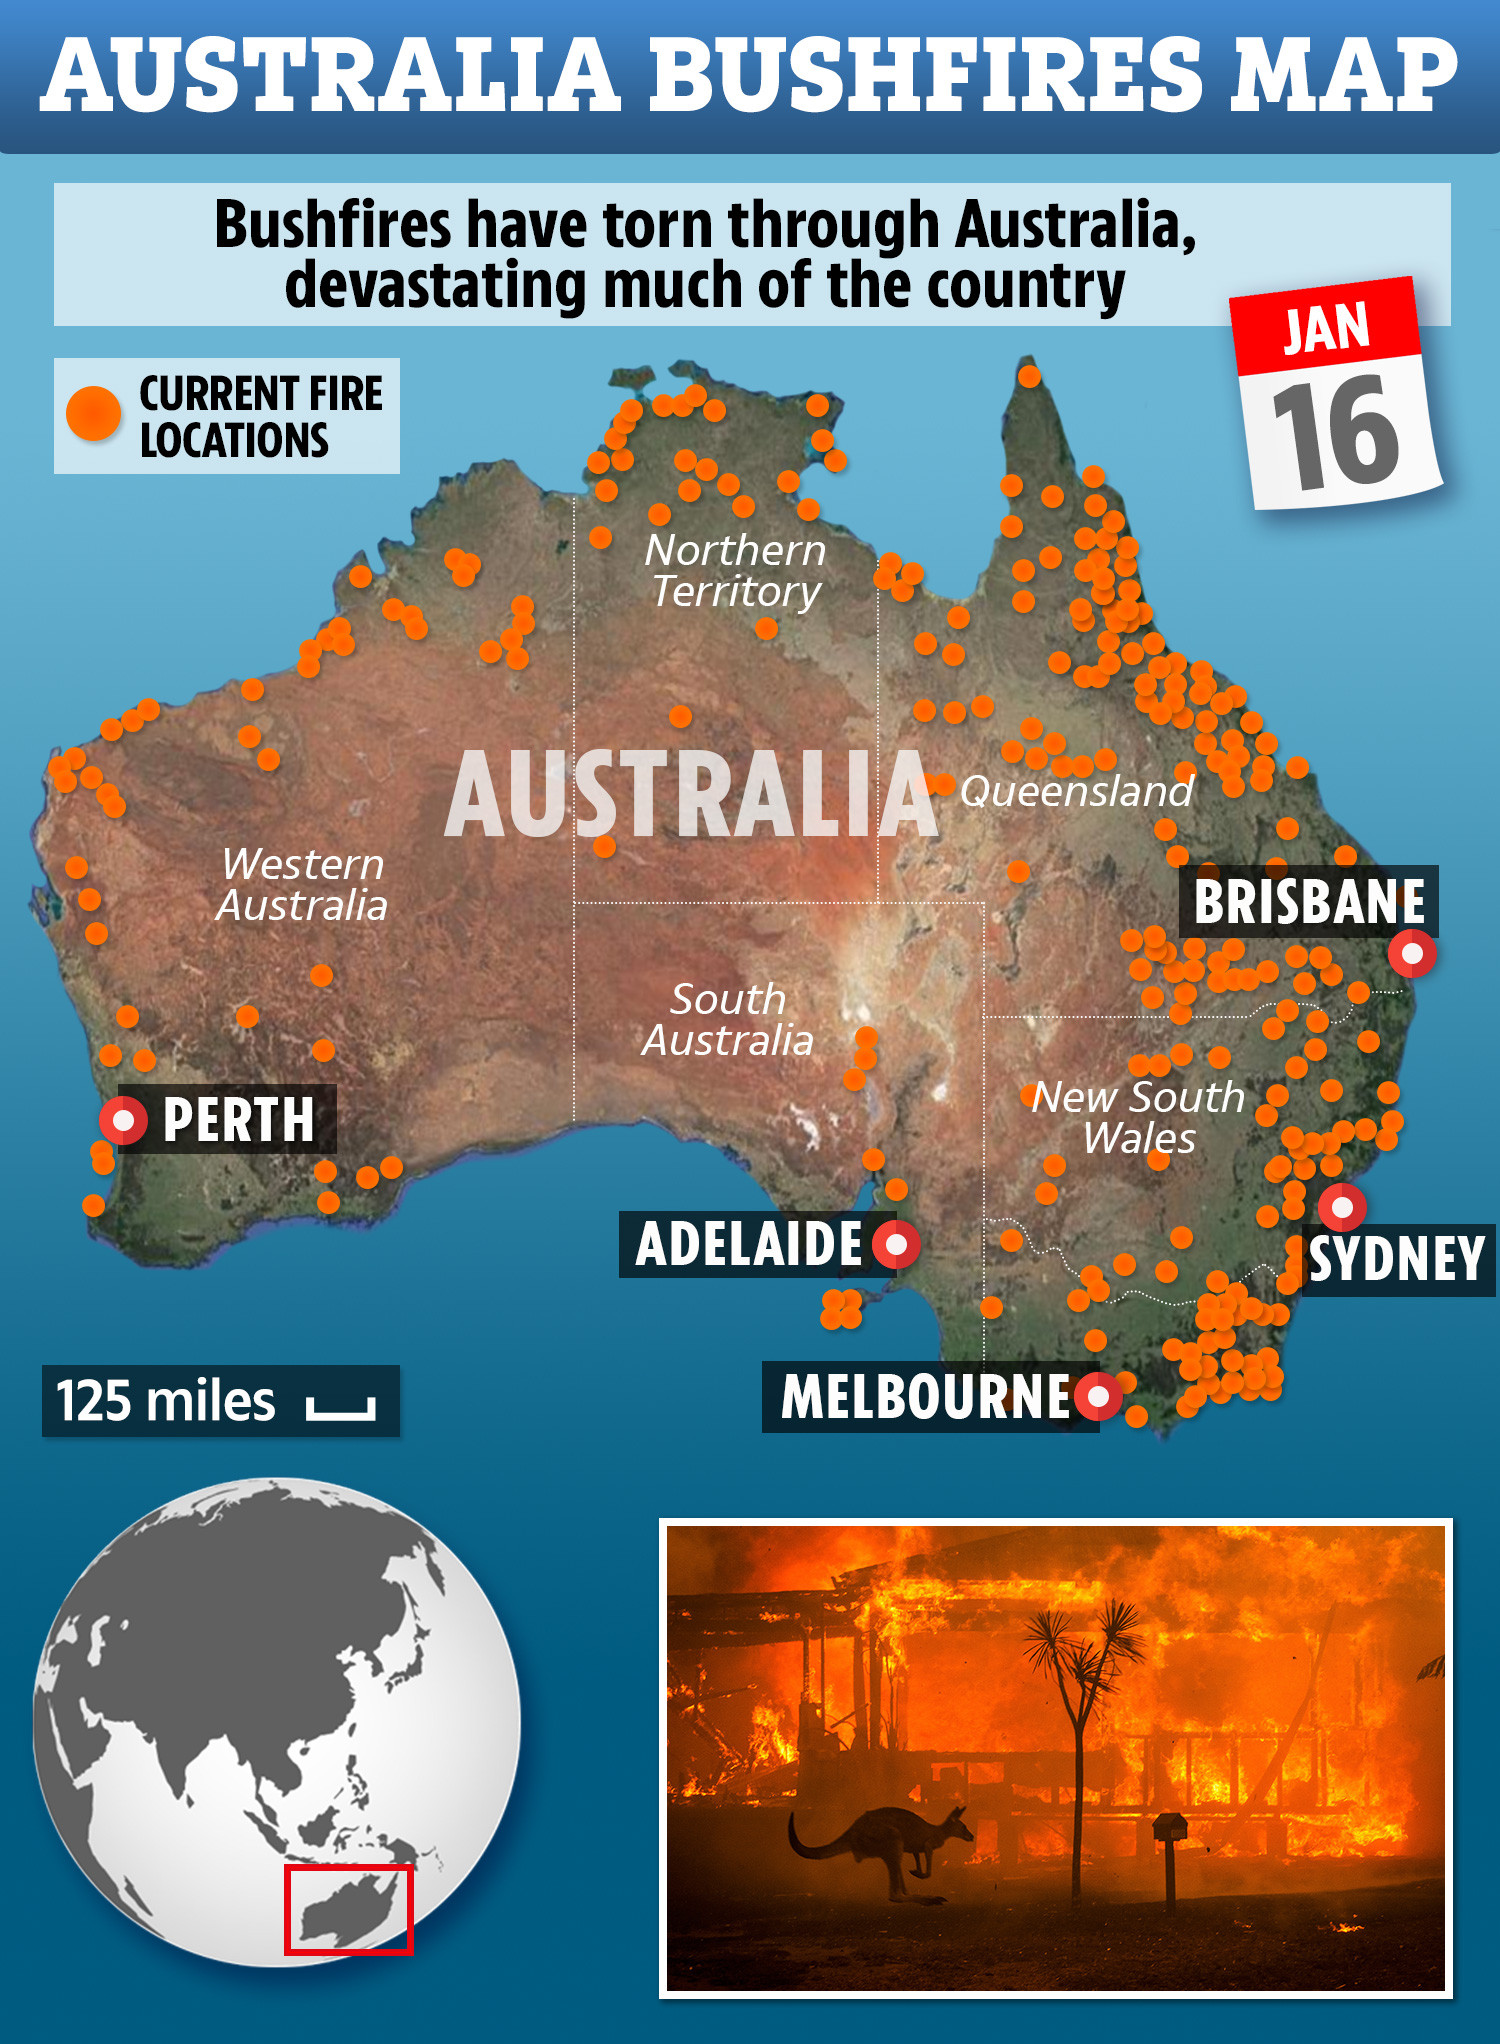 AUSTRALIA BUSHFIRES MAP
Bushfires have torn through Australia,
devastating much of the country
JAN
16
CURRENT FIRE
LOCATIONS
Northern
Territory
AUSTRALIA
Queensland
Western
Australia
BRISBANE
South
Australia
New South
Wales
PERTH
ADELAIDE
SYDNEY
MELBOURNE
125 miles